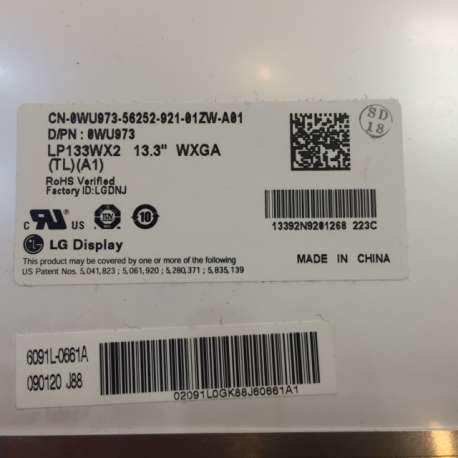 CN-0WU973-56252-921-01ZW-A01
D/PN : 0WU973
LP133WX2 13.3" WXGA
(TL)(A1)
RoHS Verified
Factory ID:LGDNJ
SD
18
13392N9201268 223C
C US
10
LG Display
MADE IN CHINA
This product may be covered by one or more of the following
US Patent Nos. 5,041,823 ; 5,061,920 ; 5,280,371 ; 5,835,139
6091L-0661A
090120 J88
02091L0GK88J60661A1